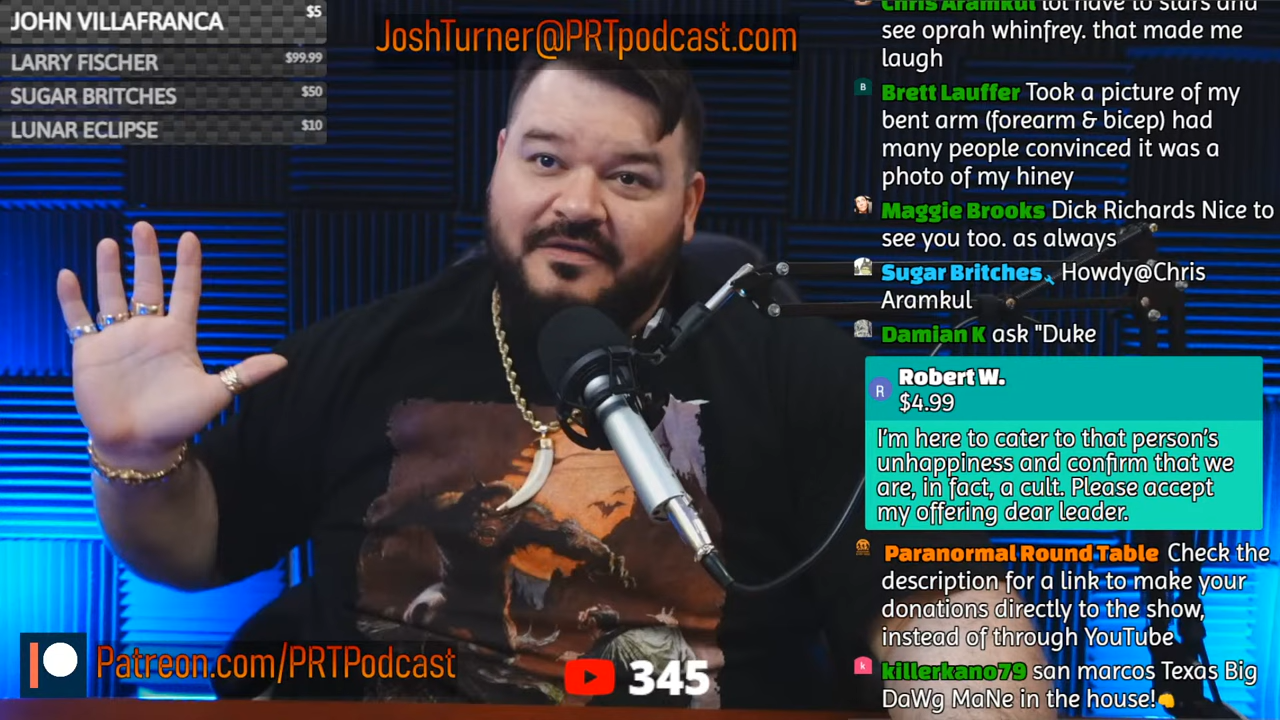 JOHN VILLAFRANCA $5
LARRY FISCHER $99.99
SUGAR BRITCHES $50
LUNAR ECLIPSE $10
JoshTurner@PRTpodcast.com
Chris Aramkul lol have to stars and
see oprah whinfrey. that made me
laugh
B Brett Lauffer Took a picture of my
bent arm (forearm & bicep) had
many people convinced it was a
photo of my hiney
Maggie Brooks Dick Richards Nice to
see you too. as always
Sugar Britches Howdy@Chris
Aramkul
Damian K ask "Duke
R Robert W.
$4.99
I'm here to cater to that person's
unhappiness and confirm that we
are, in fact, a cult. Please accept
my offering dear leader.
Paranormal Round Table Check the
description for a link to make your
donations directly to the show,
instead of through YouTube
k killerkano79 san marcos Texas Big
DaWg MaNe in the house!
Patreon.com/PRTPodcast
345